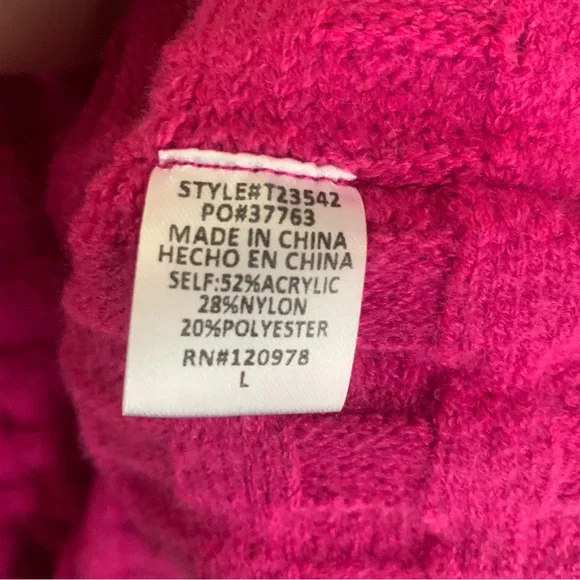 STYLE#T23542
PO#37763
MADE IN CHINA
HECHO EN CHINA
SELF:52%ACRYLIC
28%NYLON
20%POLYESTER
RN#120978
L